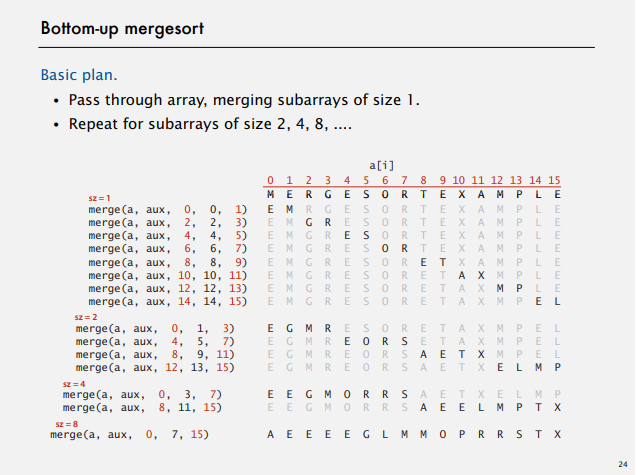 Bottom-up mergesort
Basic plan.
• Pass through array, merging subarrays of size 1.
• Repeat for subarrays of size 2, 4, 8, ....
a[i]
0 1 2 3 4 5 6 7 8 9 10 11 12 13 14 15
M E R G E S O R T E X A M P L E
sz = 1
merge(a, aux, 0, 0, 1) E M R G E S O R T E X A M P L E
merge(a, aux, 2, 2, 3) E M G R E S O R T E X A M P L E
merge(a, aux, 4, 4, 5) E M G R E S O R T E X A M P L E
merge(a, aux, 6, 6, 7) E M G R E S O R T E X A M P L E
merge(a, aux, 8, 8, 9) E M G R E S O R E T X A M P L E
merge(a, aux, 10, 10, 11) E M G R E S O R E T A X M P L E
merge(a, aux, 12, 12, 13) E M G R E S O R E T A X M P L E
merge(a, aux, 14, 14, 15) E M G R E S O R E T A X M P E L
sz = 2
merge(a, aux, 0, 1, 3) E G M R E S O R E T A X M P E L
merge(a, aux, 4, 5, 7) E G M R E O R S E T A X M P E L
merge(a, aux, 8, 9, 11) E G M R E O R S A E T X M P E L
merge(a, aux, 12, 13, 15) E G M R E O R S A E T X E L M P
sz = 4
merge(a, aux, 0, 3, 7) E E G M O R R S A E T X E L M P
merge(a, aux, 8, 11, 15) E E G M O R R S A E E L M P T X
sz = 8
merge(a, aux, 0, 7, 15) A E E E E G L M M O P R R S T X
24